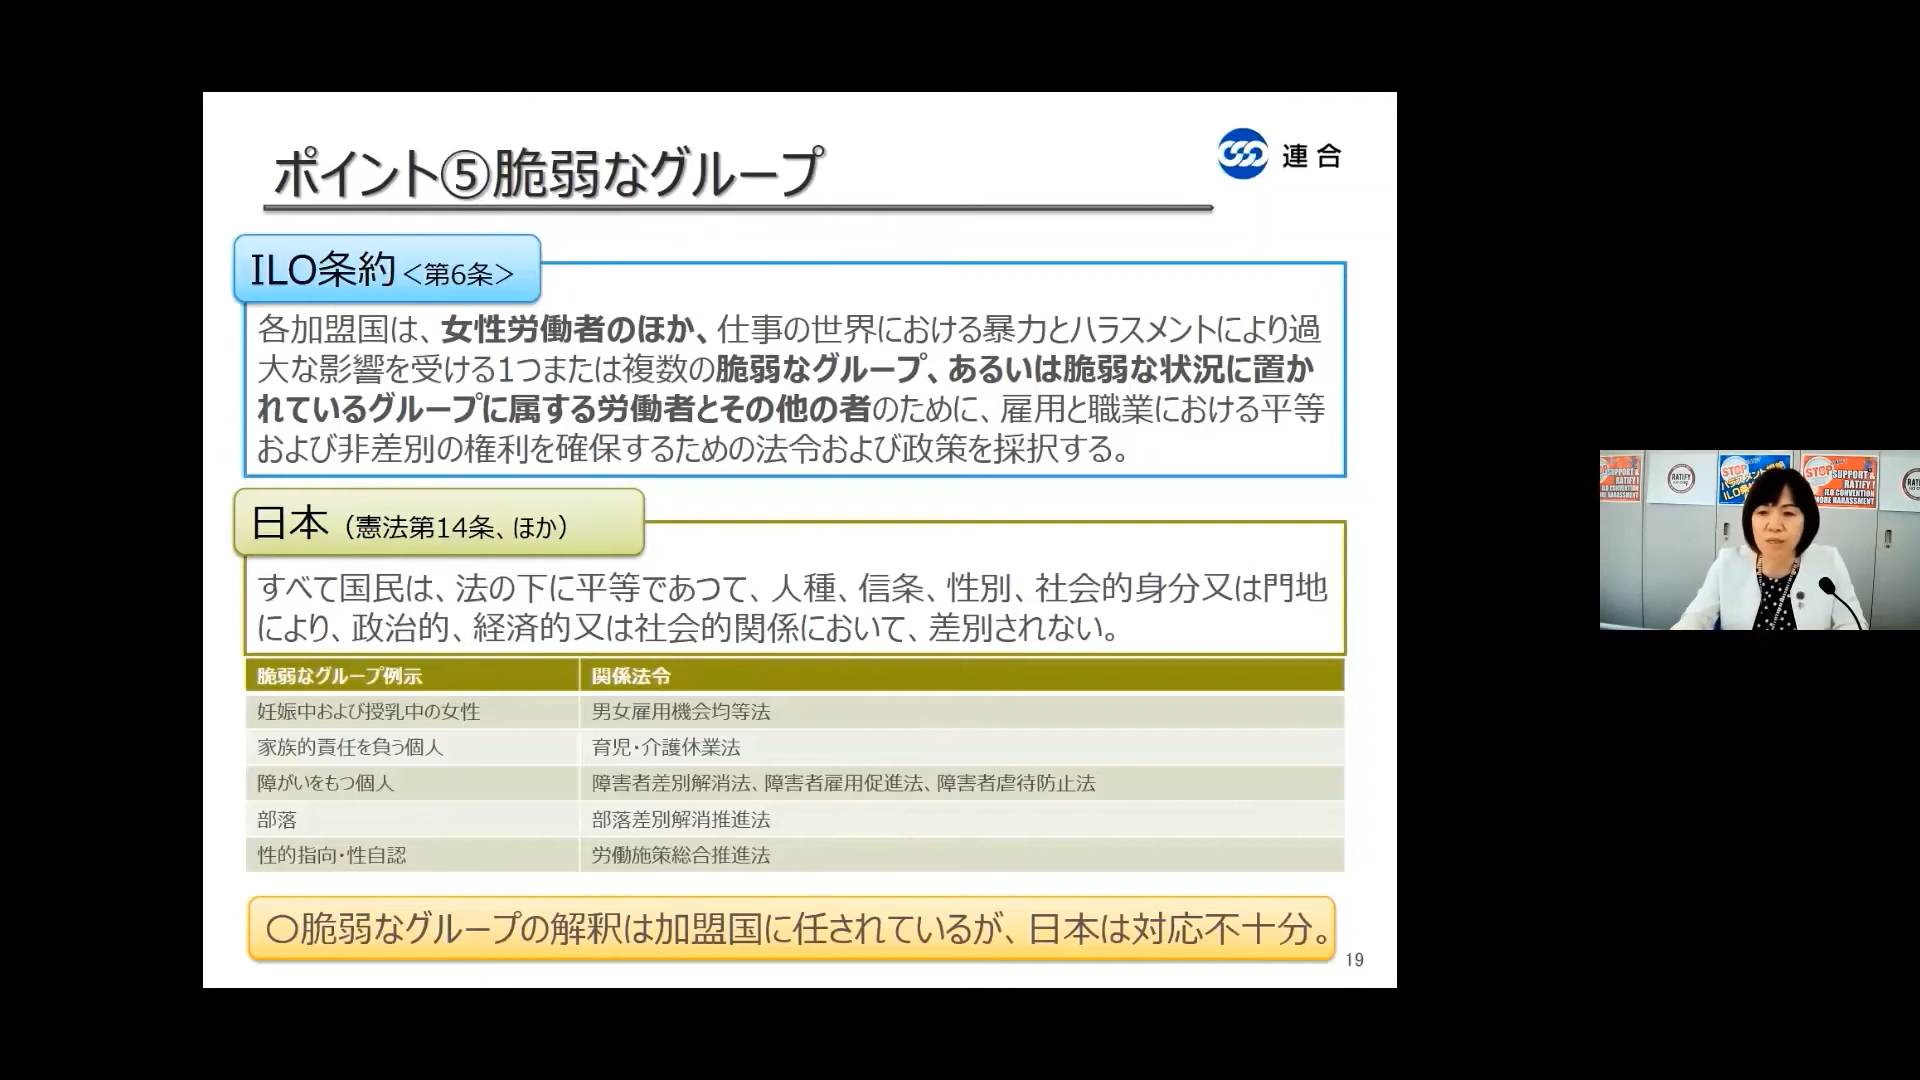 ポイント⑤脆弱なグループ
連合
ILO条約<第6条>
各加盟国は、女性労働者のほか、仕事の世界における暴力とハラスメントにより過
大な影響を受ける1つまたは複数の脆弱なグループ、あるいは脆弱な状況に置か
れているグループに属する労働者とその他の者のために、雇用と職業における平等
および非差別の権利を確保するための法令および政策を採択する。
日本（憲法第14条、ほか）
すべて国民は、法の下に平等であつて、人種、信条、性別、社会的身分又は門地
により、政治的、経済的又は社会的関係において、差別されない。
脆弱なグループ例示 関係法令
妊娠中および授乳中の女性 男女雇用機会均等法
家族的責任を負う個人 育児・介護休業法
障がいをもつ個人 障害者差別解消法、障害者雇用促進法、障害者虐待防止法
部落 部落差別解消推進法
性的指向・性自認 労働施策総合推進法
〇脆弱なグループの解釈は加盟国に任されているが、日本は対応不十分。
19
SUPPORT &
RATIFY!
RATIFY
STOP
STOP SUPPORT &
RATIFY!
ILO CONVENTION
MORE HARASSMENT